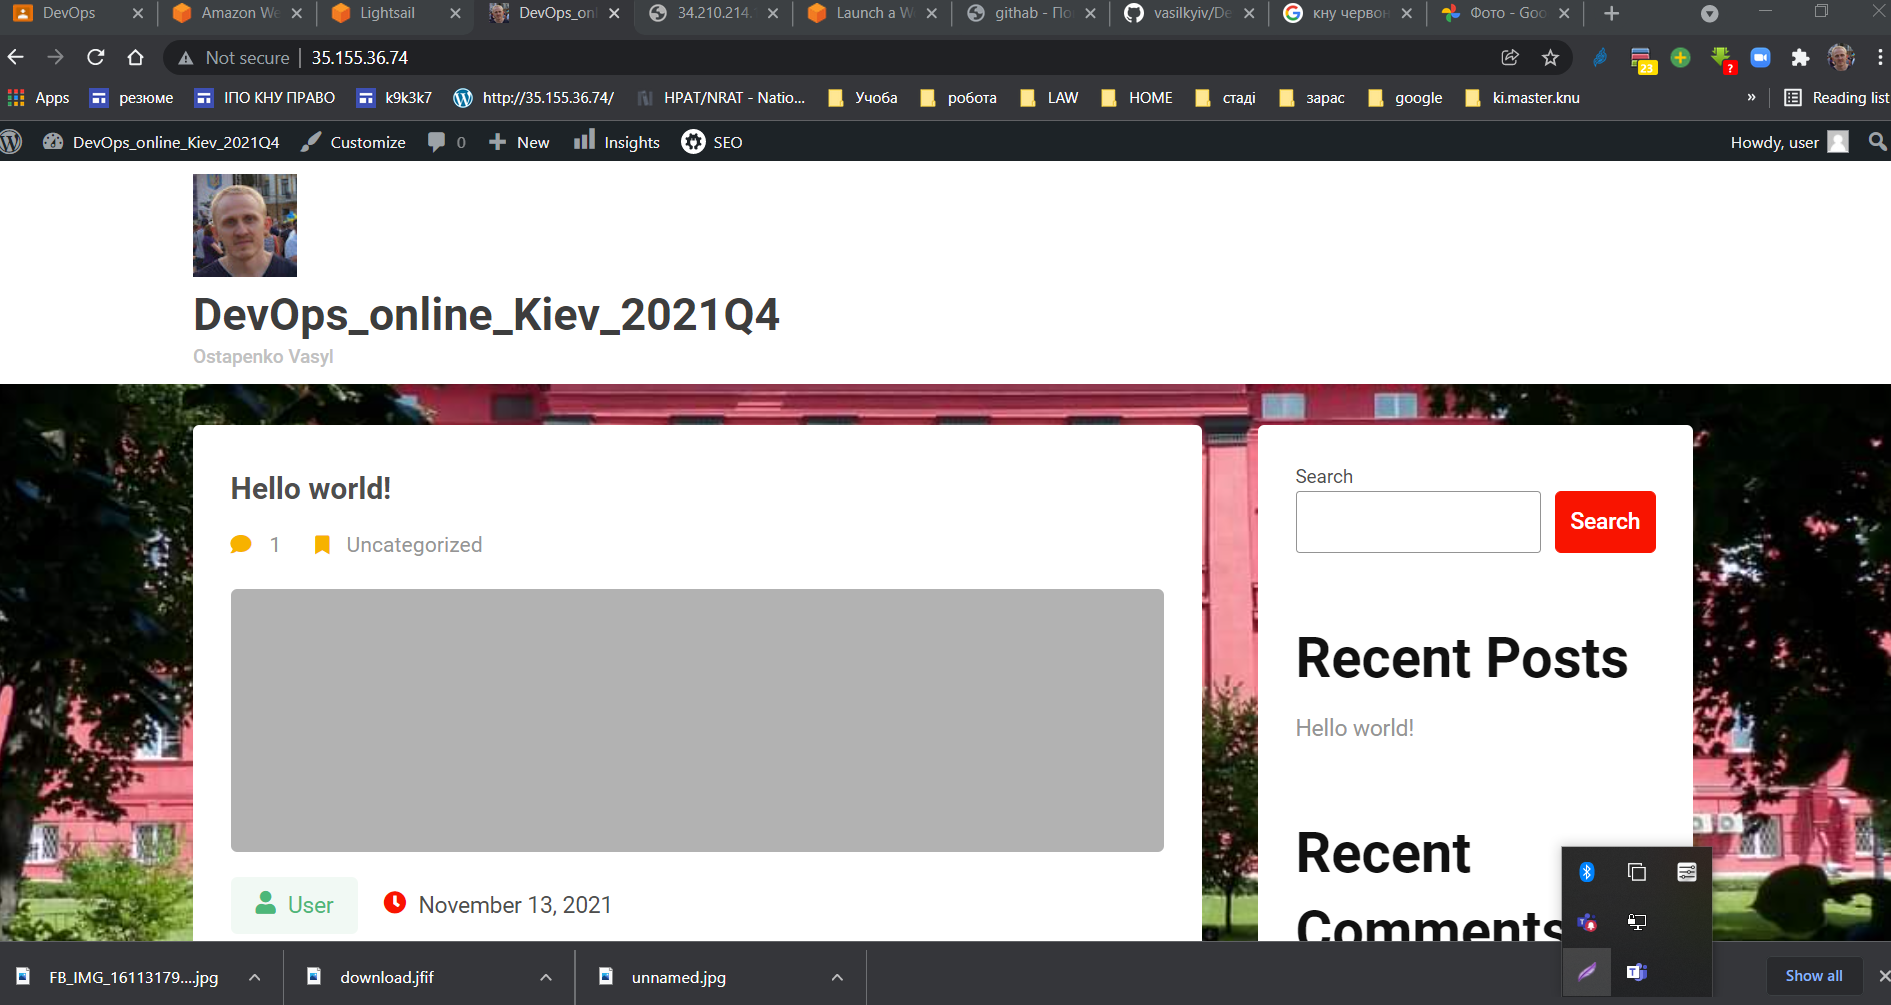 DevOps
Amazon We
Lightsail
DevOps_onl
34.210.214.
Launch a W
githab - По
vasilkyiv/De
кну червон
Фото - Goo
Not secure | 35.155.36.74
23
?
Apps
резюме
ІПО КНУ ПРАВО
k9k3k7
http://35.155.36.74/
НРАТ/NRAT - Natio...
Учоба
робота
LAW
HOME
стаді
зарас
google
ki.master.knu
»
Reading list
DevOps_online_Kiev_2021Q4
Customize
0
New
Insights
SEO
Howdy, user
DevOps_online_Kiev_2021Q4
Ostapenko Vasyl
Hello world!
1
Uncategorized
User
November 13, 2021
Search
Search
Recent Posts
Hello world!
Recent
Comments
FB_IMG_16113179....jpg
download.jfif
unnamed.jpg
Show all